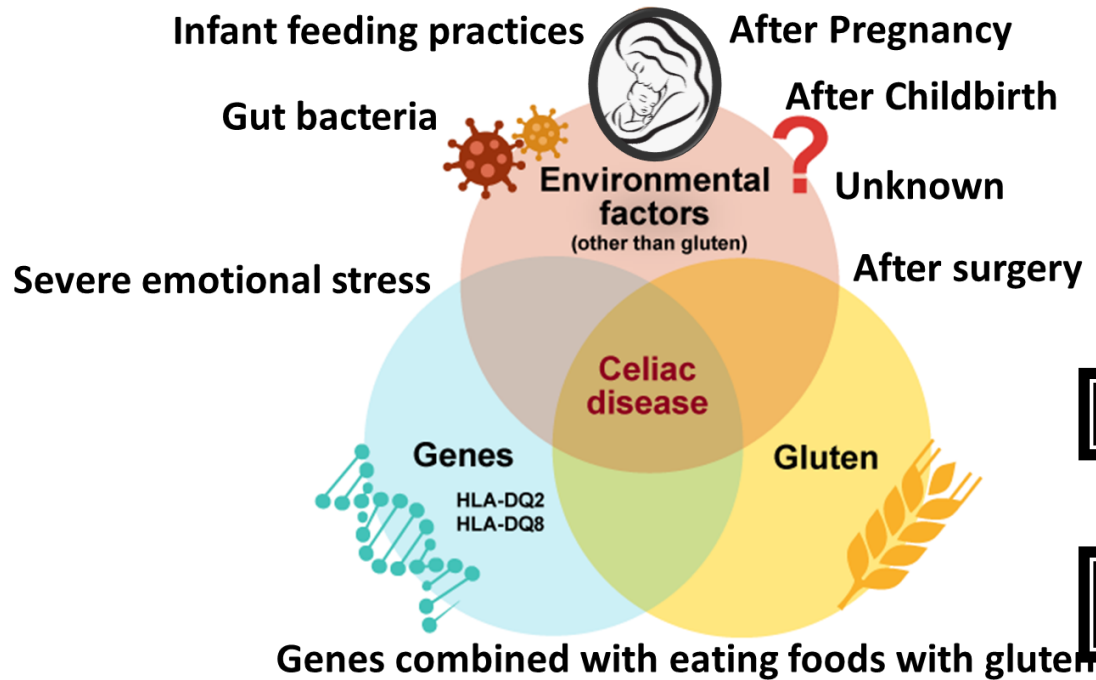 Infant feeding practices
After Pregnancy
After Childbirth
Gut bacteria
?
Unknown
Environmental
factors
(other than gluten)
Severe emotional stress
After surgery
Celiac
disease
Genes
HLA-DQ2
HLA-DQ8
Gluten
Genes combined with eating foods with gluten